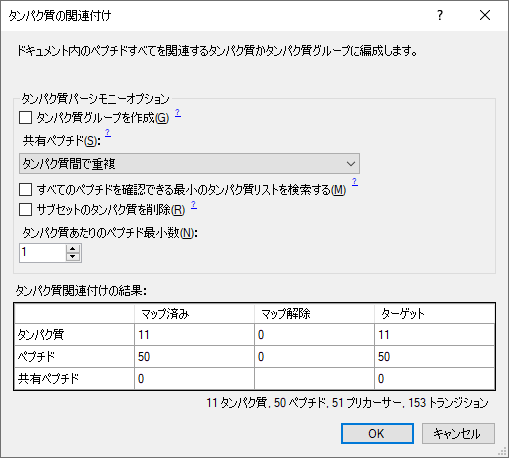 タンパク質の関連付け ?
ドキュメント内のペプチドすべてを関連するタンパク質かタンパク質グループに編成します。
タンパク質パーシモニーオプション
タンパク質グループを作成(G) ?
共有ペプチド(S): ?
タンパク質間で重複
すべてのペプチドを確認できる最小のタンパク質リストを検索する(M) ?
サブセットのタンパク質を削除(R) ?
タンパク質あたりのペプチド最小数(N):
1
タンパク質関連付けの結果:
マップ済み マップ解除 ターゲット
タンパク質 11 0 11
ペプチド 50 0 50
共有ペプチド 0 0
11 タンパク質, 50 ペプチド, 51 プリカーサー, 153 トランジション
OK キャンセル